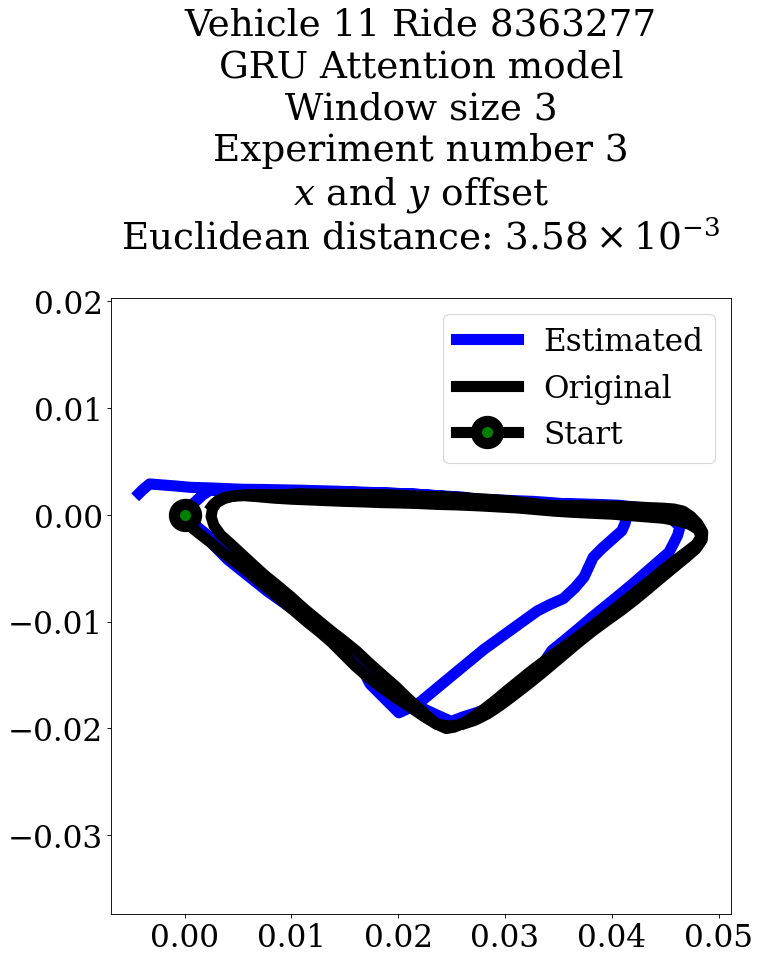 Vehicle 11 Ride 8363277
GRU Attention model
Window size 3
Experiment number 3
x and y offset
Euclidean distance: 3.58 × 10⁻³
Estimated
Original
Start
0.02
0.01
0.00
−0.01
−0.02
−0.03
0.00 0.01 0.02 0.03 0.04 0.05